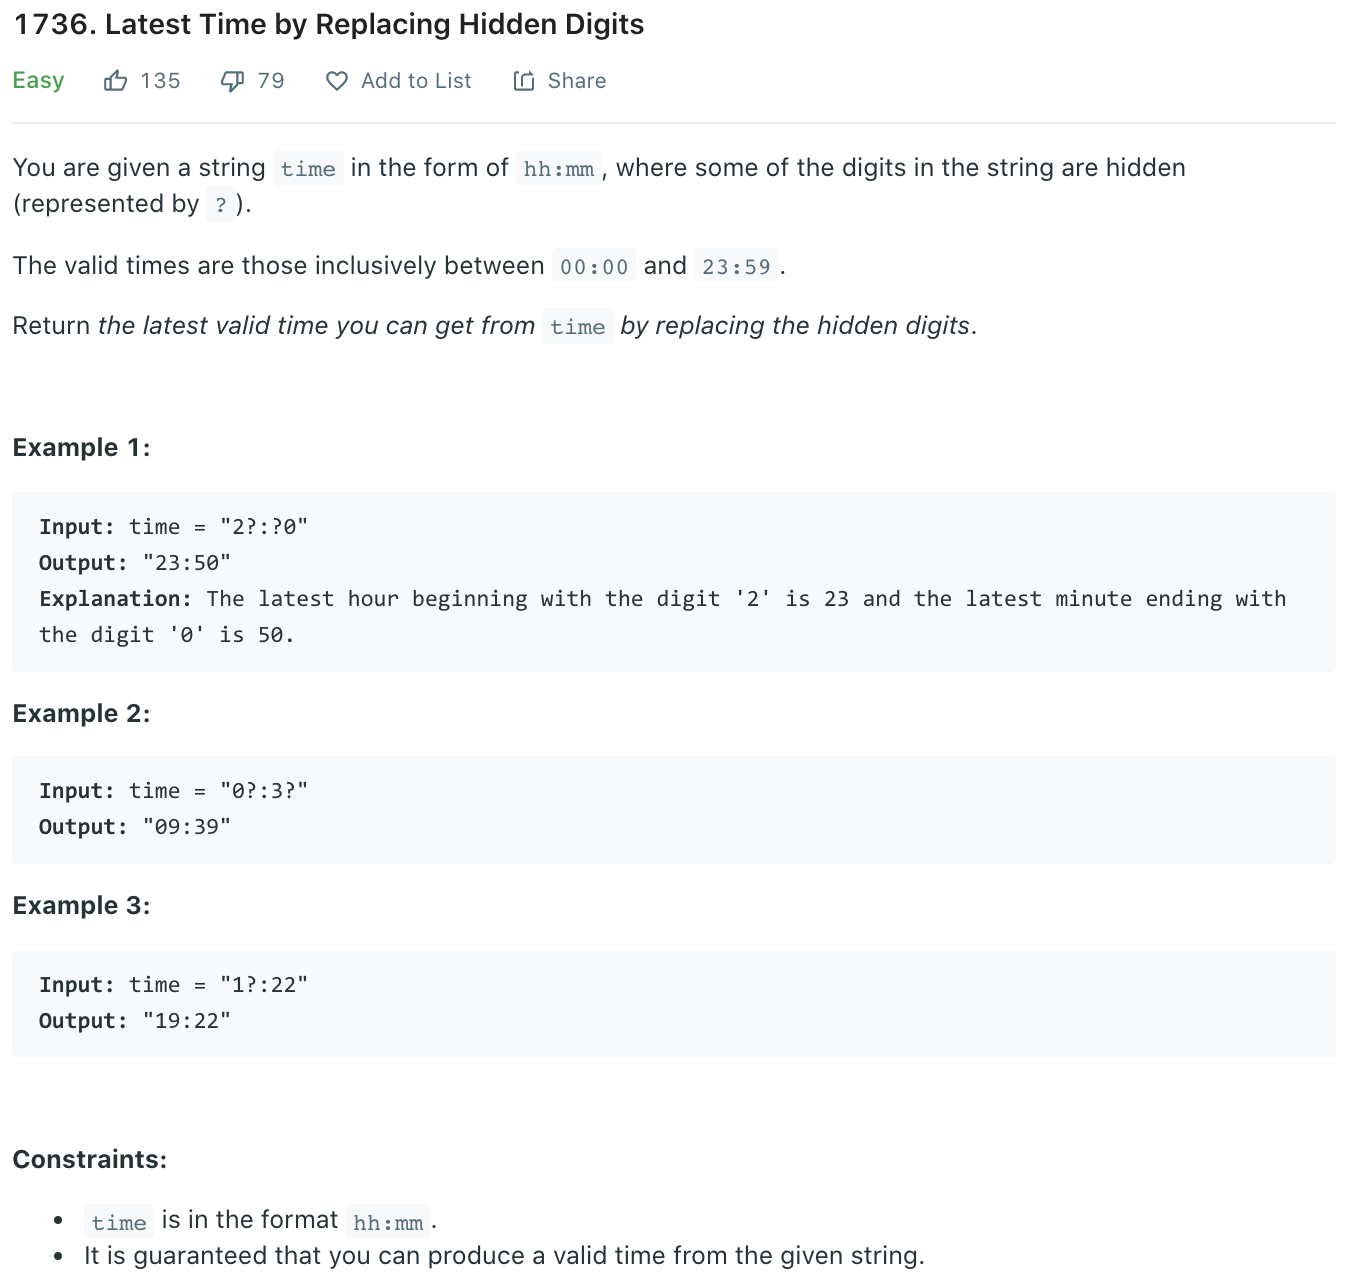 1736. Latest Time by Replacing Hidden Digits
Easy 135 79 Add to List Share
You are given a string time in the form of hh:mm, where some of the digits in the string are hidden
(represented by ?).
The valid times are those inclusively between 00:00 and 23:59.
Return the latest valid time you can get from time by replacing the hidden digits.
Example 1:
Input: time = "2?:?0"
Output: "23:50"
Explanation: The latest hour beginning with the digit '2' is 23 and the latest minute ending with
the digit '0' is 50.
Example 2:
Input: time = "0?:3?"
Output: "09:39"
Example 3:
Input: time = "1?:22"
Output: "19:22"
Constraints:
• time is in the format hh:mm.
• It is guaranteed that you can produce a valid time from the given string.